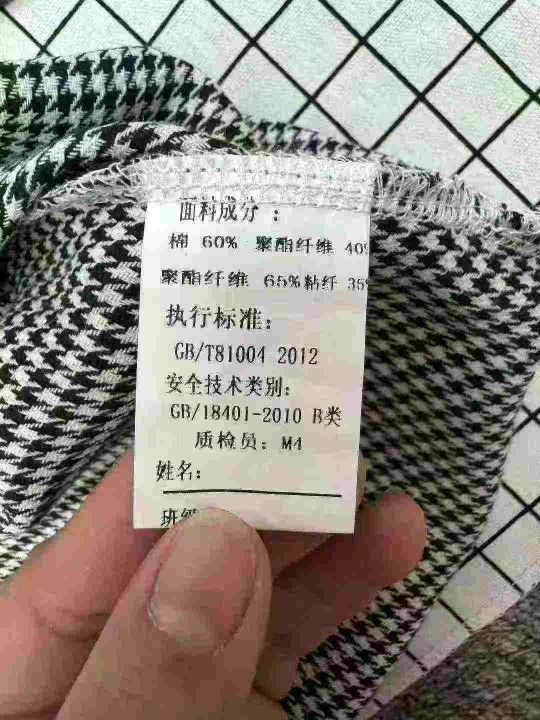 面料成分：
棉 60% 聚酯纤维 40%
聚酯纤维 65%粘纤 35%
执行标准：
GB/T81004 2012
安全技术类别：
GB/18401-2010 B类
质检员：M4
姓名：
班级